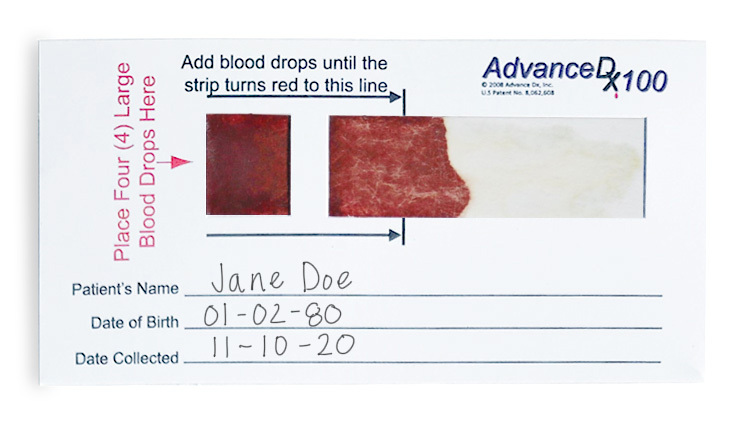 Add blood drops until the
strip turns red to this line
AdvanceDx100
© 2008 Advance Dx, Inc.
U.S Patent No. 8,062,608
Place Four (4) Large
Blood Drops Here
Patient's Name Jane Doe
Date of Birth 01-02-80
Date Collected 11-10-20